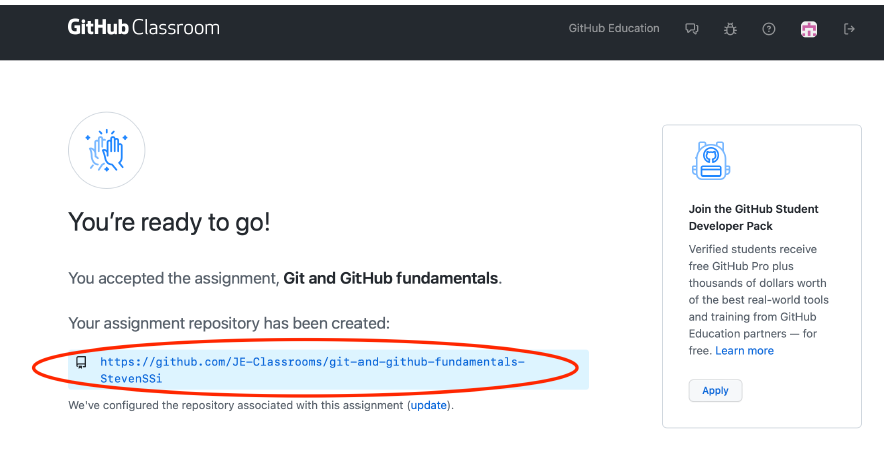 GitHub Classroom
GitHub Education
You're ready to go!
You accepted the assignment, Git and GitHub fundamentals.
Your assignment repository has been created:
https://github.com/JE-Classrooms/git-and-github-fundamentals-
StevenSSi
We've configured the repository associated with this assignment (update).
Join the GitHub Student
Developer Pack
Verified students receive
free GitHub Pro plus
thousands of dollars worth
of the best real-world tools
and training from GitHub
Education partners — for
free. Learn more
Apply